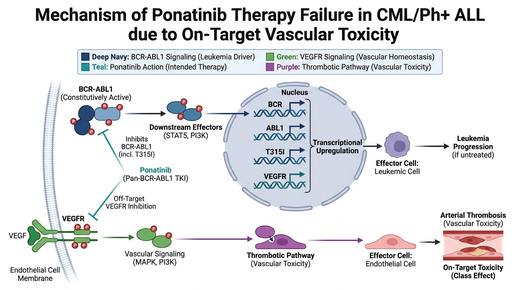 Mechanism of Ponatinib Therapy Failure in CML/Ph+ ALL
due to On-Target Vascular Toxicity
Deep Navy: BCR-ABL1 Signaling (Leukemia Driver)
Green: VEGFR Signaling (Vascular Homeostasis)
Teal: Ponatinib Action (Intended Therapy)
Purple: Thrombotic Pathway (Vascular Toxicity)
BCR-ABL1
(Constitutively Active)
P
P
P
P
Downstream Effectors
(STAT5, PI3K)
Inhibits
BCR-ABL1
(incl. T315I)
Ponatinib
(Pan-BCR-ABL1 TKI)
Off-Target
VEGFR Inhibition
Nucleus
BCR
ABL1
T315I
VEGFR
Transcriptional
Upregulation
Effector Cell:
Leukemic Cell
Leukemia
Progression
(if untreated)
VEGF
VEGFR
P
P
P
P
Endothelial Cell
Membrane
Vascular Signaling
(MAPK, PI3K)
Thrombotic Pathway
(Vascular Toxicity)
Effector Cell:
Endothelial Cell
Arterial Thrombosis
(Vascular Toxicity)
On-Target Toxicity
(Class Effect)